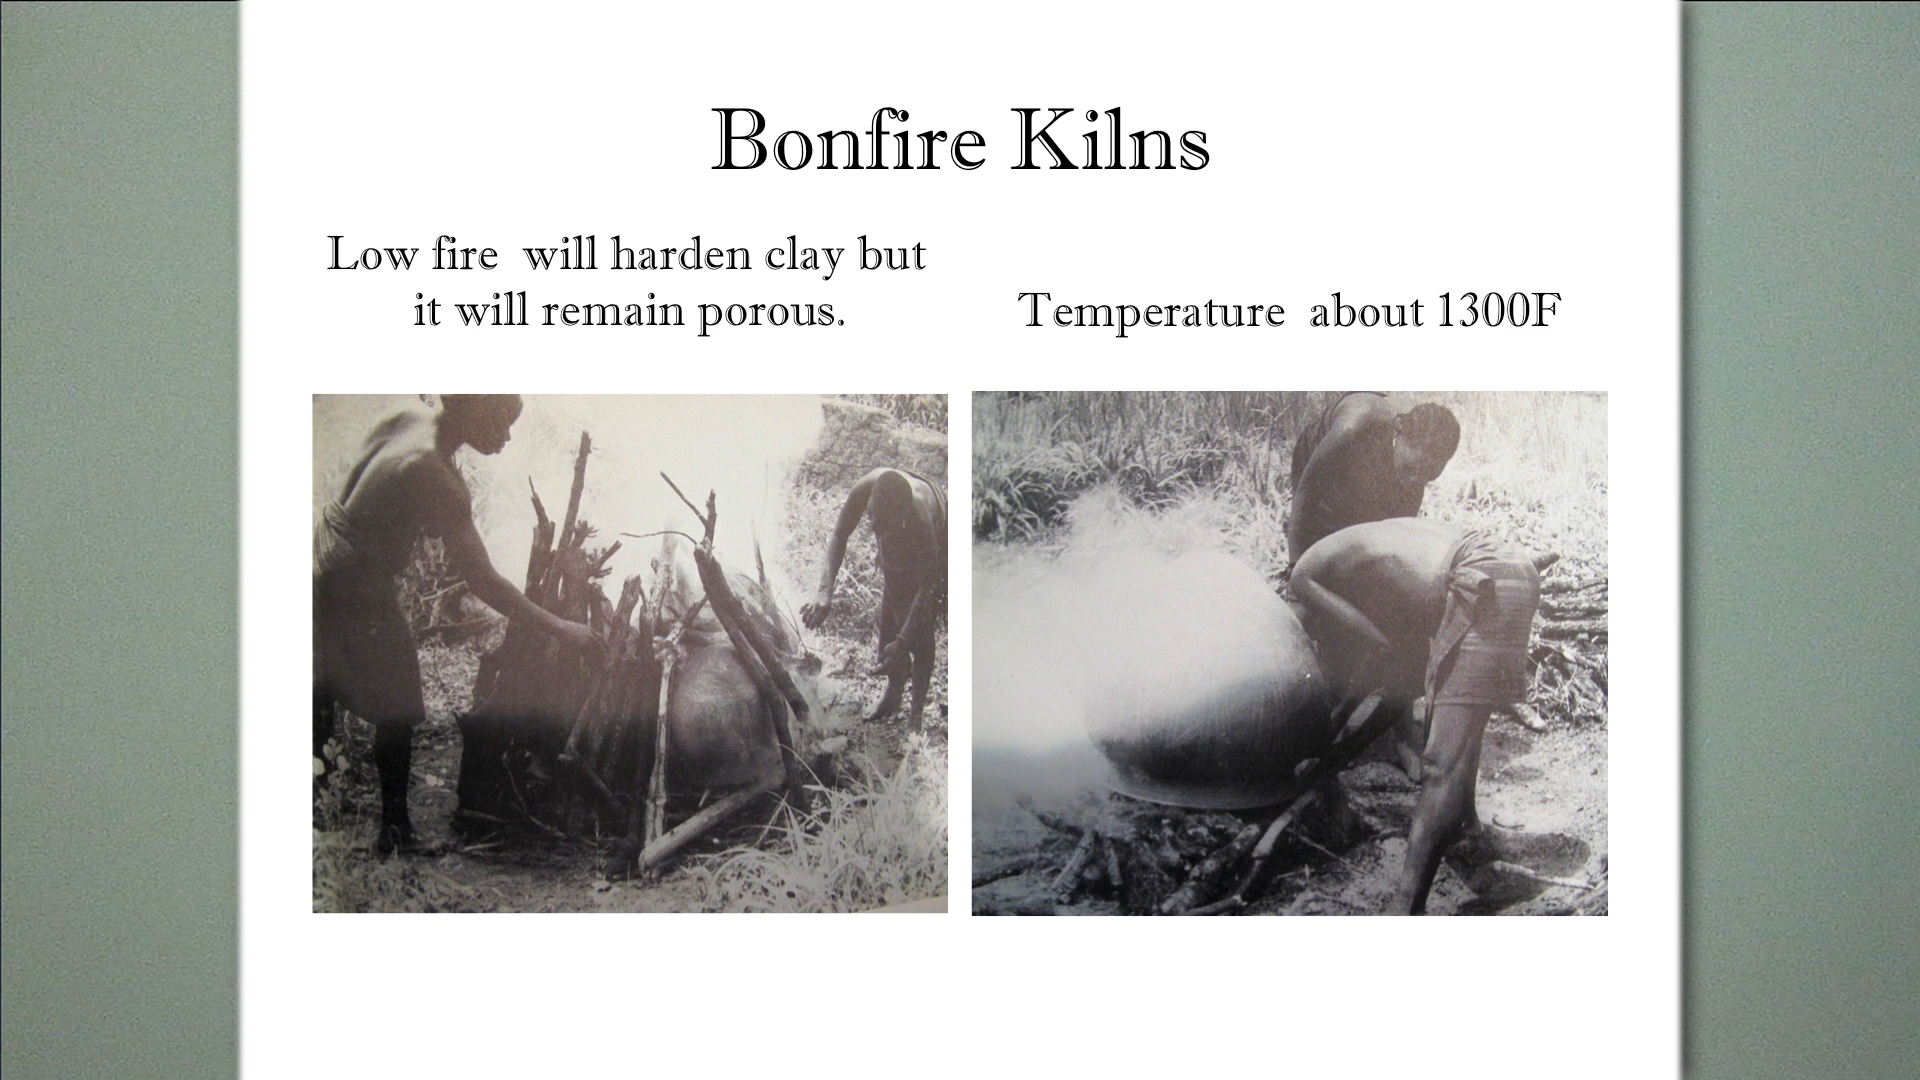 Bonfire Kilns
Low fire  will harden clay but
it will remain porous.
Temperature  about 1300F